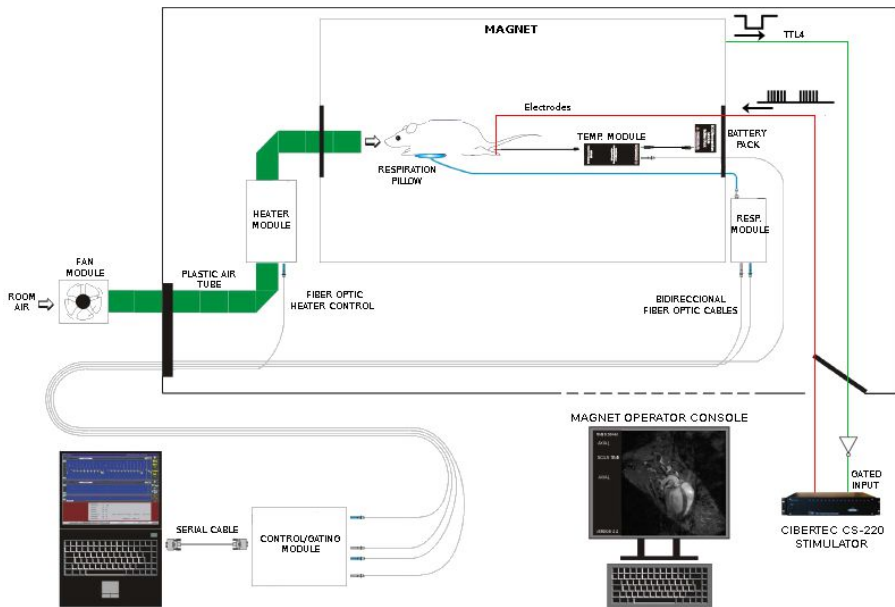 MAGNET
TTL4
Electrodes
TEMP. MODULE
BATTERY
PACK
RESPIRATION
PILLOW
HEATER
MODULE
RESP.
MODULE
FAN
MODULE
PLASTIC AIR
TUBE
ROOM
AIR
FIBER OPTIC
HEATER CONTROL
BIDIRECCIONAL
FIBER OPTIC CABLES
MAGNET OPERATOR CONSOLE
GATED
INPUT
SERIAL CABLE
CONTROL/GATING
MODULE
CIBERTEC CS-220
STIMULATOR